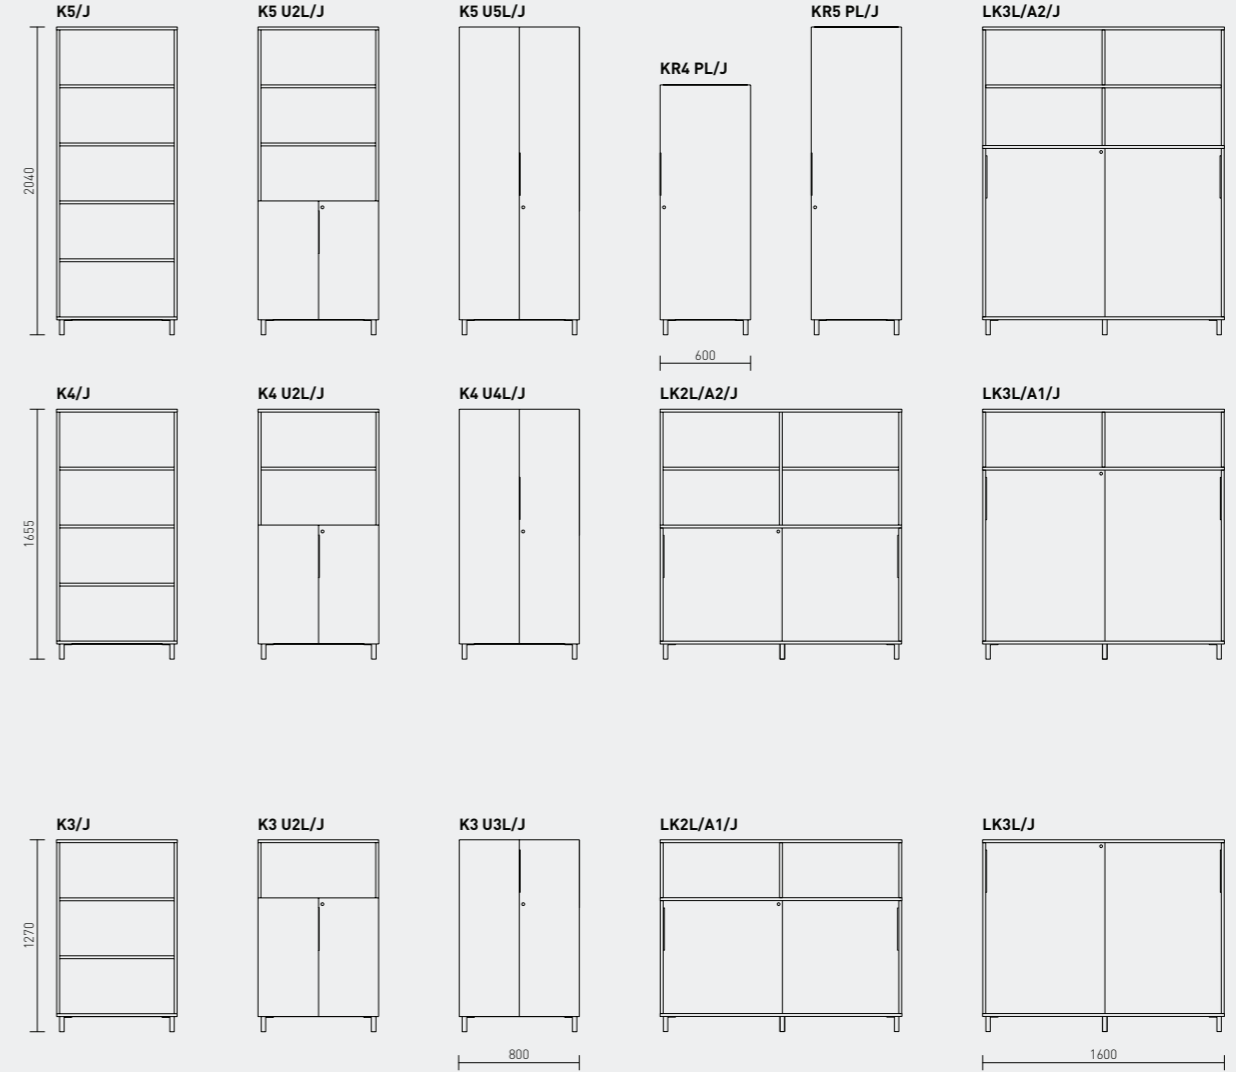 K5/J
K5 U2L/J
K5 U5L/J
KR5 PL/J
LK3L/A2/J
KR4 PL/J
2040
600
K4/J
K4 U2L/J
K4 U4L/J
LK2L/A2/J
LK3L/A1/J
1655
K3/J
K3 U2L/J
K3 U3L/J
LK2L/A1/J
LK3L/J
1270
800
1600